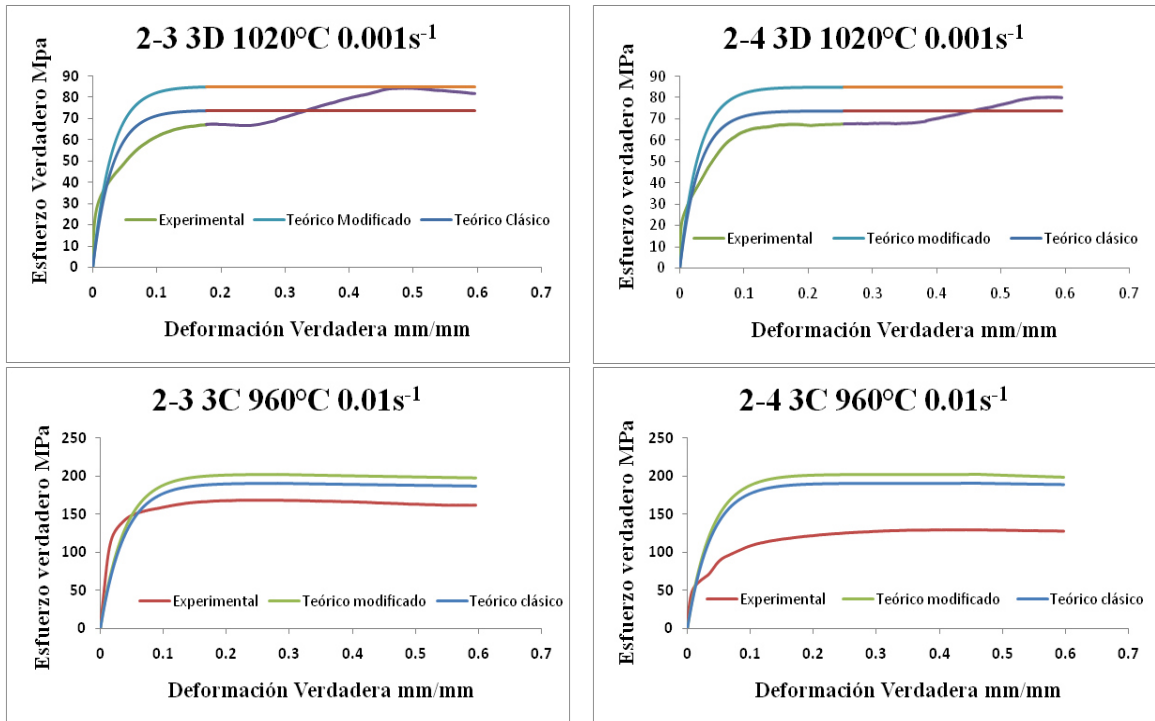 2-3 3D 1020°C 0.001s-1
Esfuerzo Verdadero Mpa
90
80
70
60
50
40
30
20
10
0
Experimental Teórico Modificado Teórico Clásico
0 0.1 0.2 0.3 0.4 0.5 0.6 0.7
Deformación Verdadera mm/mm
2-4 3D 1020°C 0.001s-1
Esfuerzo verdadero MPa
90
80
70
60
50
40
30
20
10
0
Experimental Teórico modificado Teórico clásico
0 0.1 0.2 0.3 0.4 0.5 0.6 0.7
Deformación Verdadera mm/mm
2-3 3C 960°C 0.01s-1
Esfuerzo verdadero MPa
250
200
150
100
50
0
Experimental Teórico modificado Teórico clásico
0 0.1 0.2 0.3 0.4 0.5 0.6 0.7
Deformación Verdadera mm/mm
2-4 3C 960°C 0.01s-1
Esfuerzo verdadero MPa
250
200
150
100
50
0
Experimental Teórico modificado Teórico clásico
0 0.1 0.2 0.3 0.4 0.5 0.6 0.7
Deformación Verdadera mm/mm